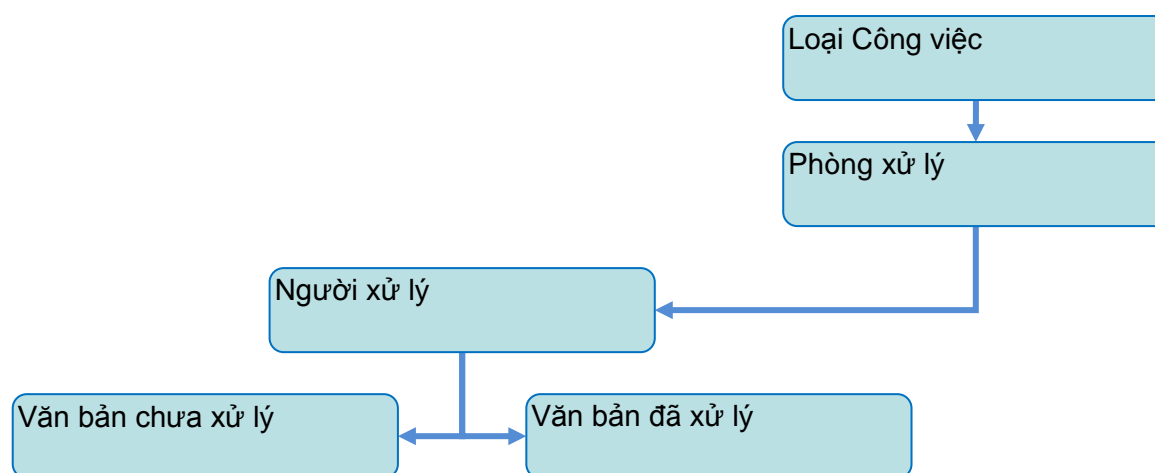 Loại Công việc
Phòng xử lý
Người xử lý
Văn bản chưa xử lý
Văn bản đã xử lý